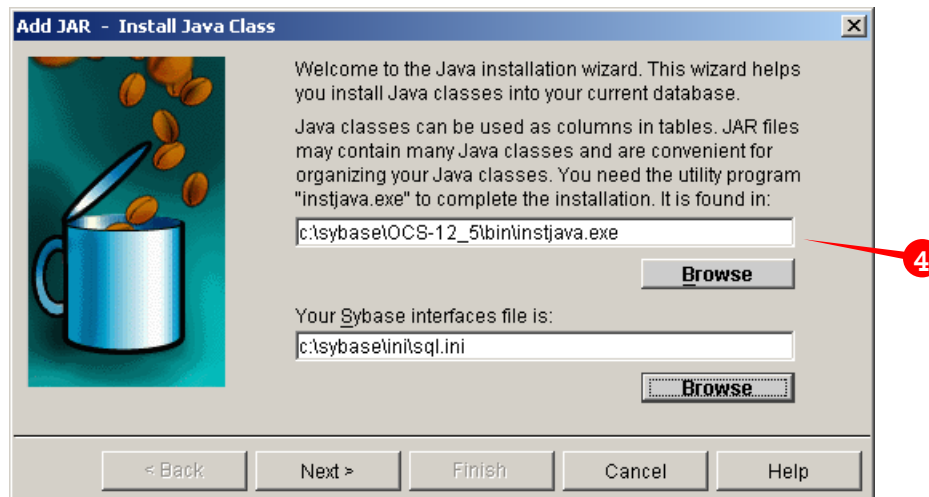 Add JAR - Install Java Class
Welcome to the Java installation wizard. This wizard helps
you install Java classes into your current database.
Java classes can be used as columns in tables. JAR files
may contain many Java classes and are convenient for
organizing your Java classes. You need the utility program
"instjava.exe" to complete the installation. It is found in:
c:\sybase\OCS-12_5\bin\instjava.exe
Browse
4
Your Sybase interfaces file is:
c:\sybase\ini\sql.ini
Browse
< Back Next > Finish Cancel Help